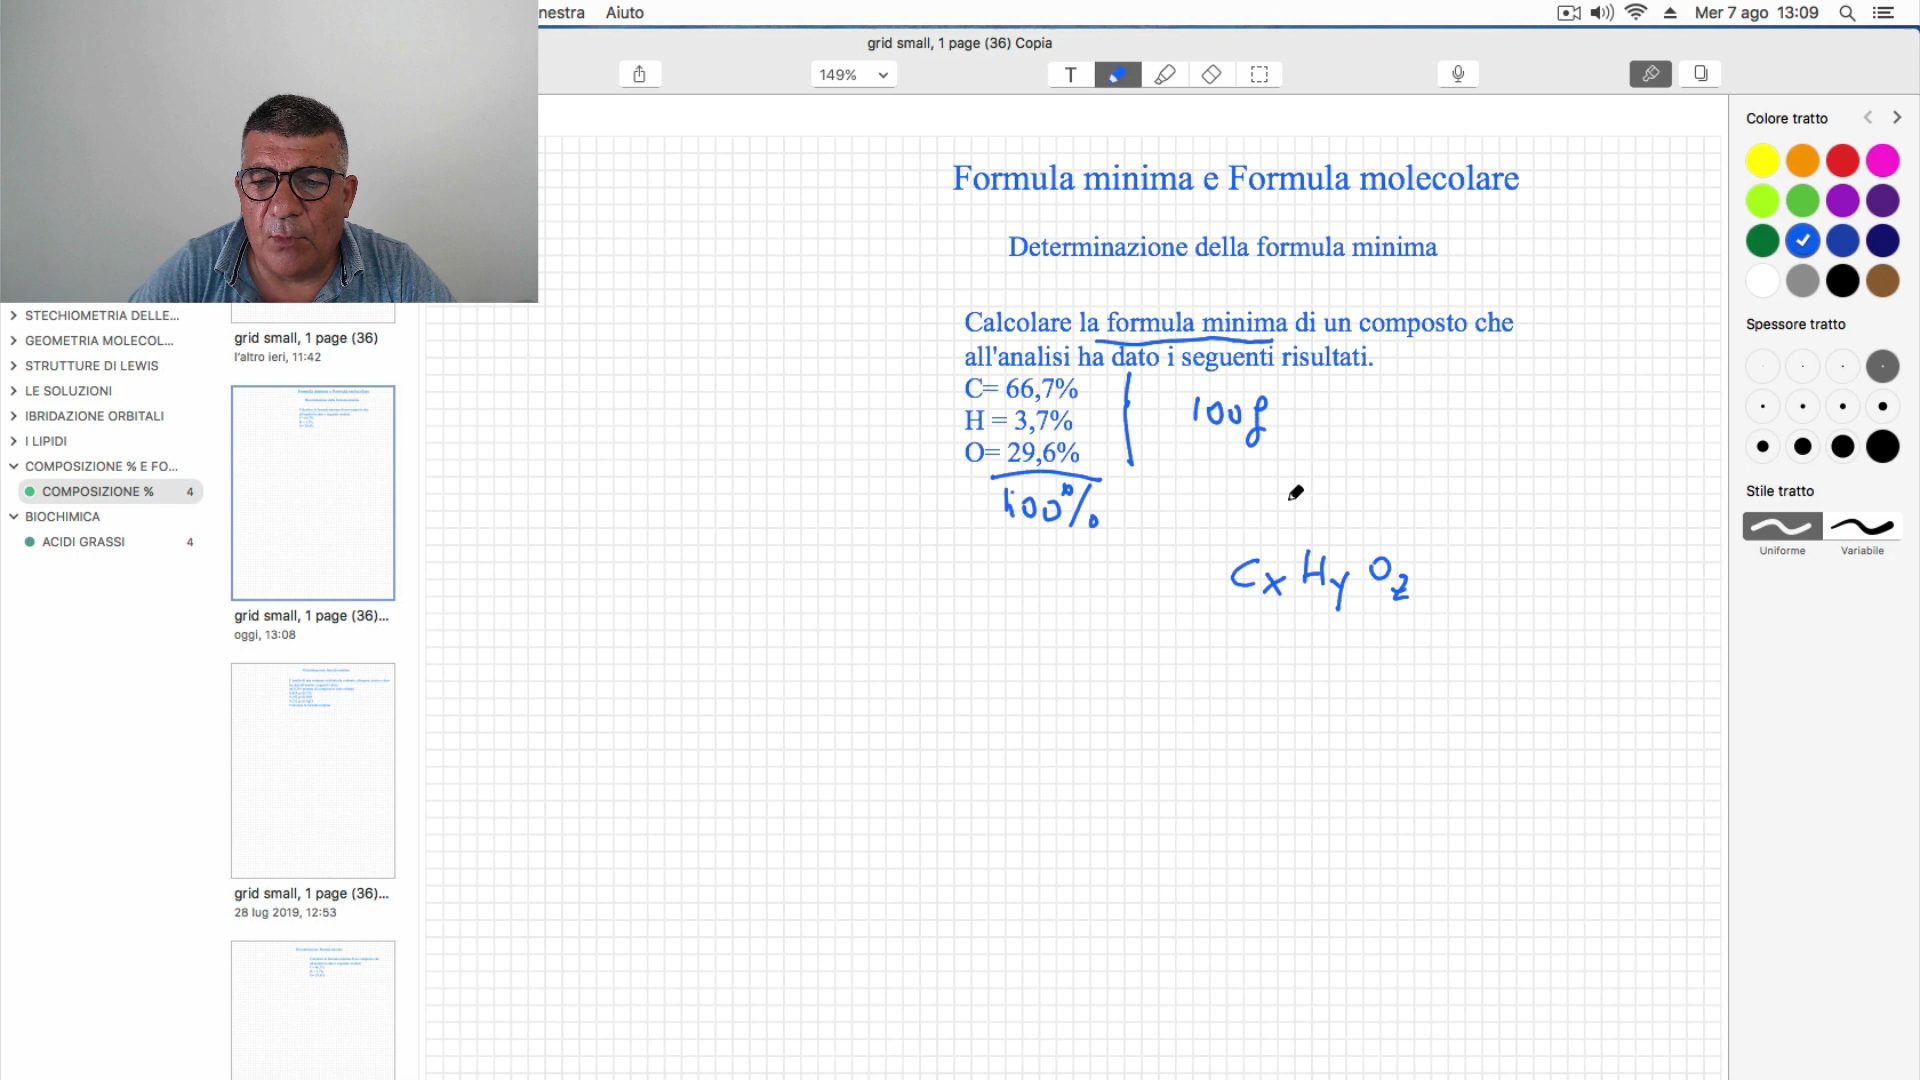 nestra Aiuto
Mer 7 ago 13:09
grid small, 1 page (36) Copia
149%
T
STECHIOMETRIA DELLE...
GEOMETRIA MOLECOL...
STRUTTURE DI LEWIS
LE SOLUZIONI
IBRIDAZIONE ORBITALI
I LIPIDI
COMPOSIZIONE % E FO...
COMPOSIZIONE % 4
BIOCHIMICA
ACIDI GRASSI 4
grid small, 1 page (36)
l'altro ieri, 11:42
grid small, 1 page (36)...
oggi, 13:08
grid small, 1 page (36)...
28 lug 2019, 12:53
Formula minima e Formula molecolare
Determinazione della formula minima
Calcolare la formula minima di un composto che
all'analisi ha dato i seguenti risultati.
C= 66,7%
H = 3,7%
O= 29,6%
100 g
100%
Cx Hy Oz
Colore tratto
Spessore tratto
Stile tratto
Uniforme Variabile